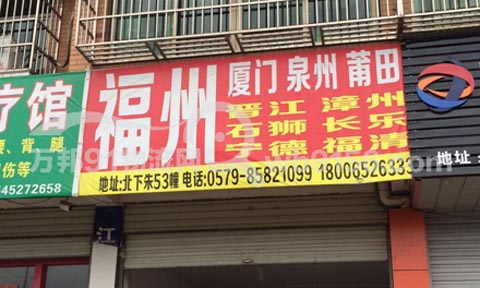 疗馆
背 腿
伤等
45272658
福州
厦门 泉州 莆田
晋江 漳州
石狮 长乐
宁德 福清
地址:北下朱53幢 电话:0579-85821099 18006526333
地址:
江